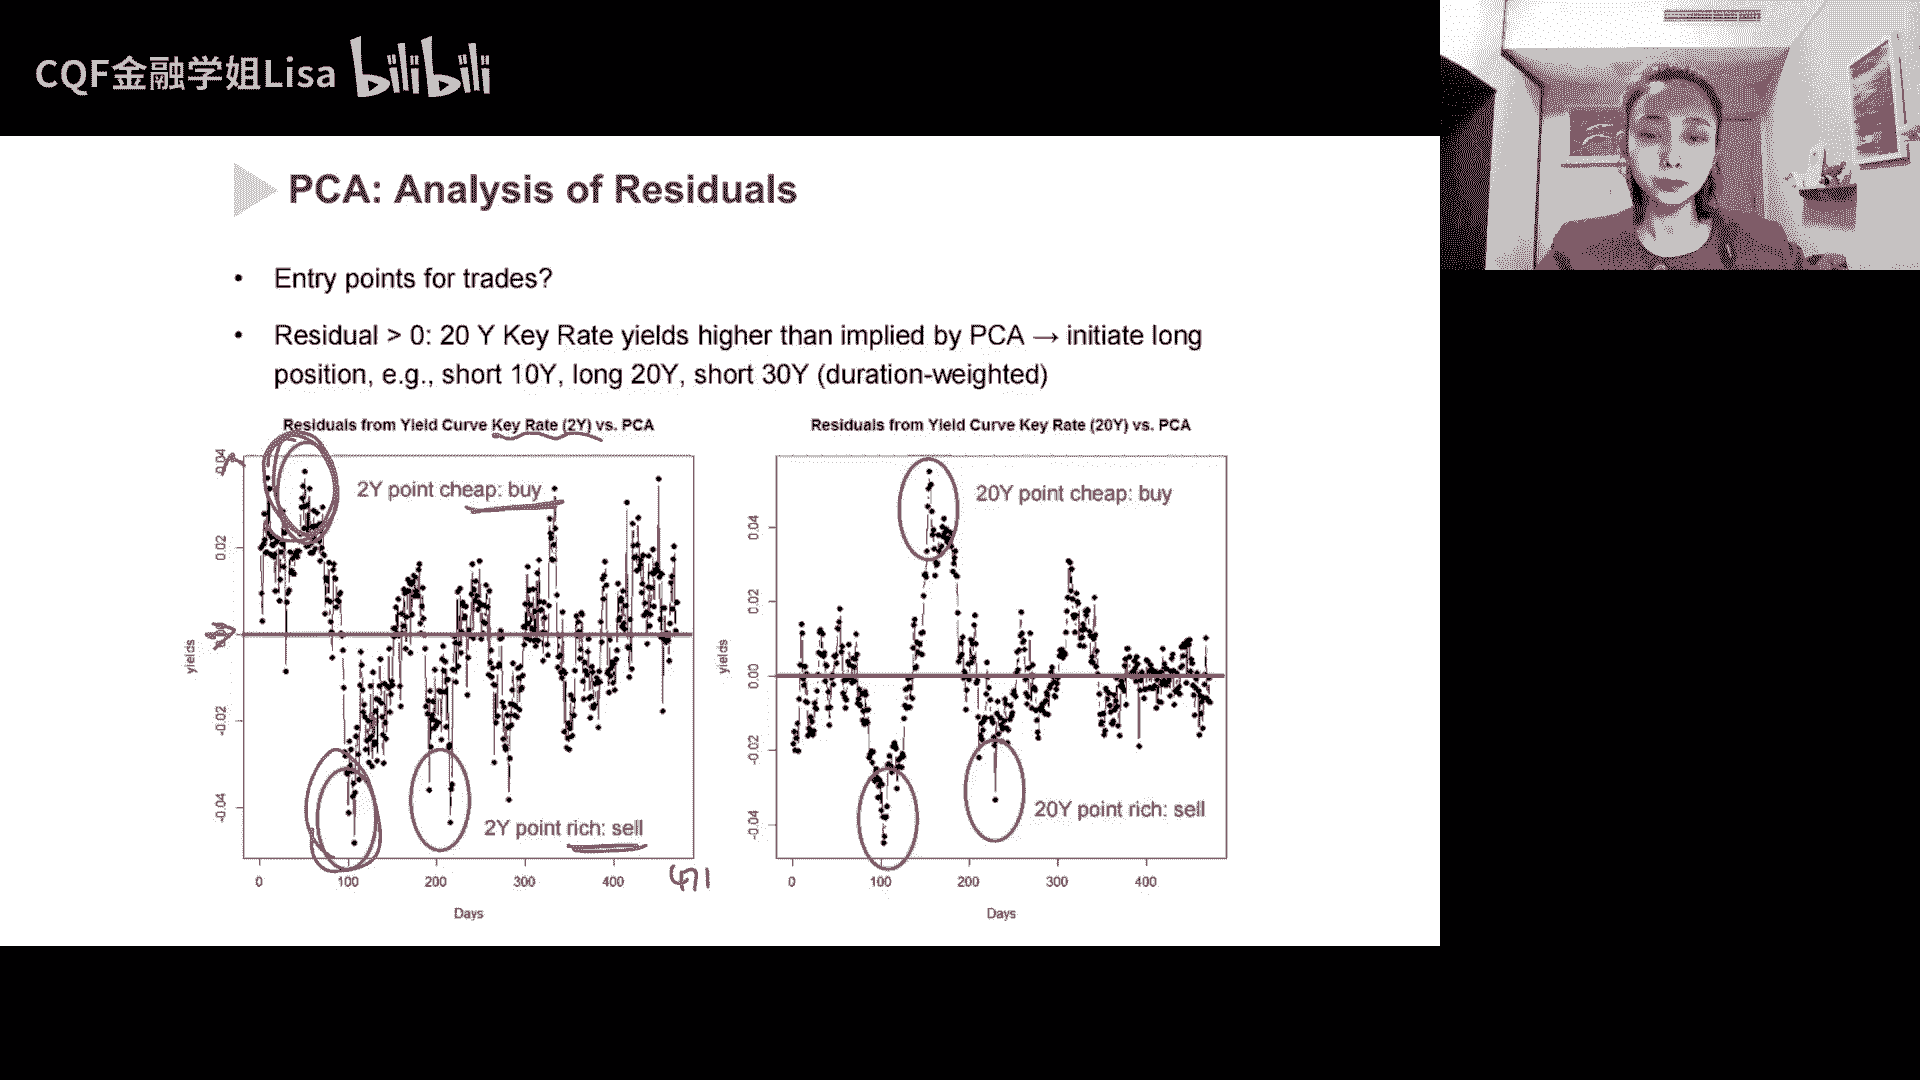 CQF金融学姐Lisa bilibili
PCA: Analysis of Residuals
• Entry points for trades?
• Residual > 0: 20 Y Key Rate yields higher than implied by PCA → initiate long
position, e.g., short 10Y, long 20Y, short 30Y (duration-weighted)
Residuals from Yield Curve Key Rate (2Y) vs. PCA
0.04
0.02
-0.02
-0.04
yields
2Y point cheap: buy
2Y point rich: sell
0 100 200 300 400 471
Days
Residuals from Yield Curve Key Rate (20Y) vs. PCA
0.04
0.02
0.00
-0.02
-0.04
yields
20Y point cheap: buy
20Y point rich: sell
0 100 200 300 400
Days